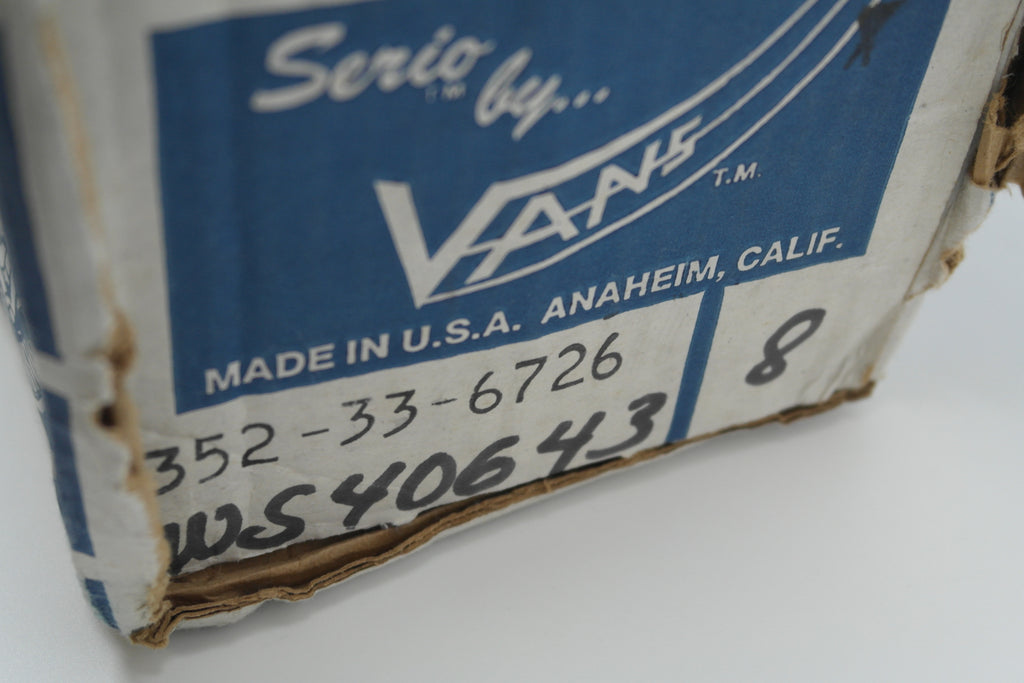 Serio by...
TM
VANS T.M.
MADE IN U.S.A. ANAHEIM, CALIF.
352-33-6726
8
WS40643